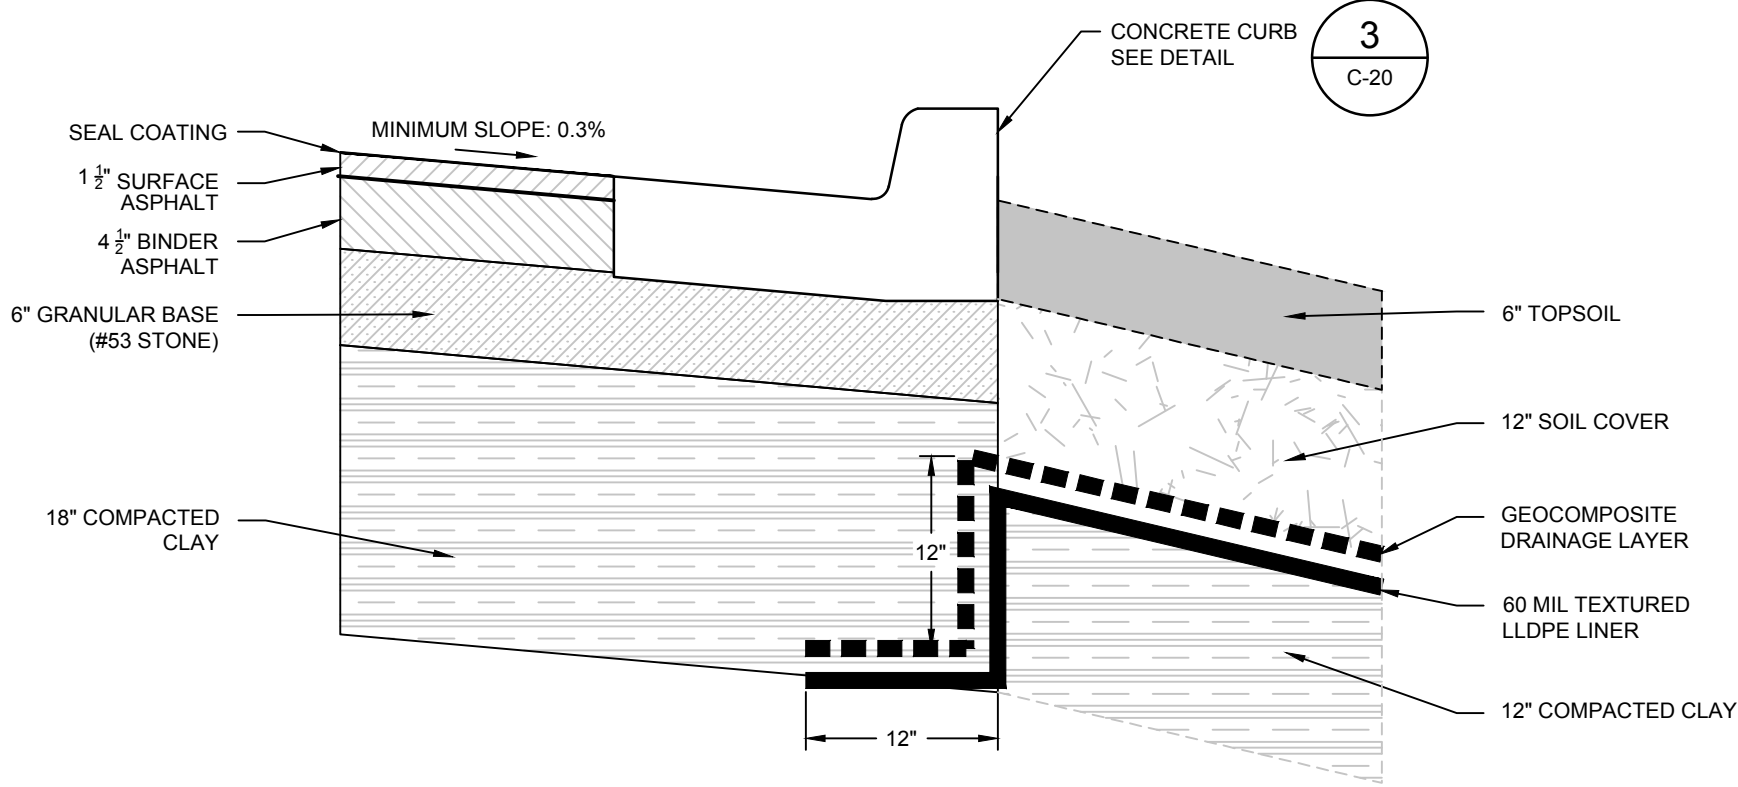 CONCRETE CURB
SEE DETAIL
3
C-20
SEAL COATING
MINIMUM SLOPE: 0.3%
1 1/2" SURFACE
ASPHALT
4 1/2" BINDER
ASPHALT
6" GRANULAR BASE
(#53 STONE)
18" COMPACTED
CLAY
12"
12"
6" TOPSOIL
12" SOIL COVER
GEOCOMPOSITE
DRAINAGE LAYER
60 MIL TEXTURED
LLDPE LINER
12" COMPACTED CLAY